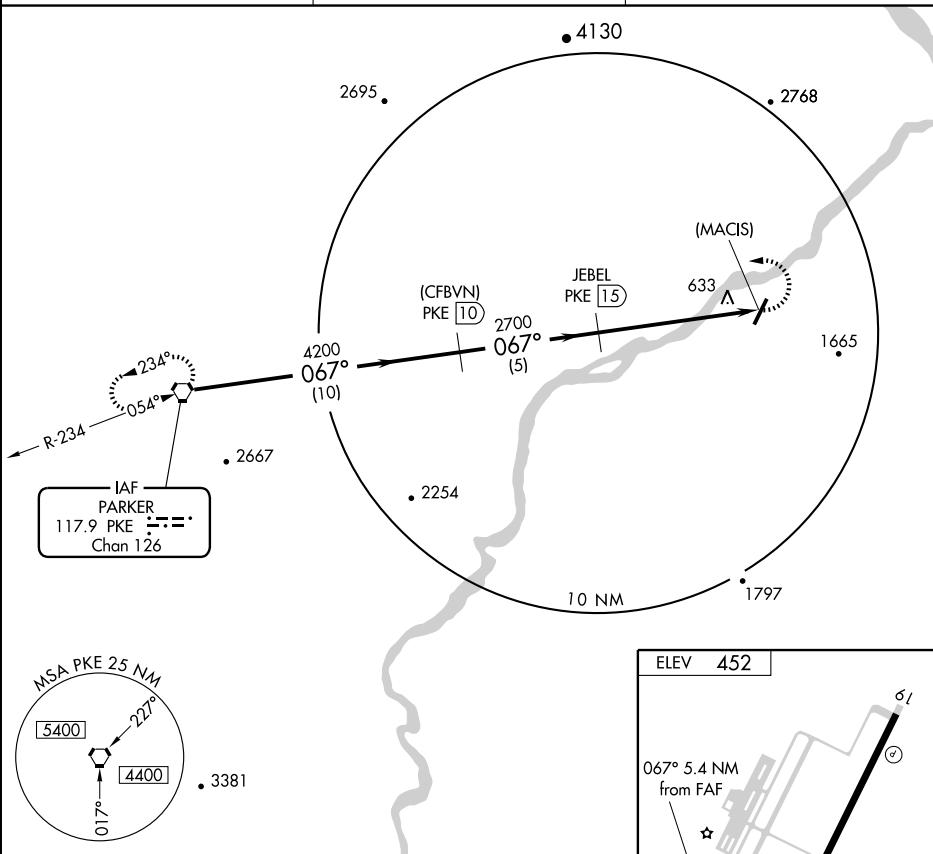 4130
2695
2768
(MACIS)
JEBEL
PKE 15
633
(CFBVN)
PKE 10
2700
067°
(5)
4200
067°
(10)
1665
234°
054°
R-234
2667
2254
IAF
PARKER
117.9 PKE
Chan 126
10 NM
1797
MSA PKE 25 NM
227°
5400
4400
017°
3381
ELEV 452
19
P
067° 5.4 NM
from FAF